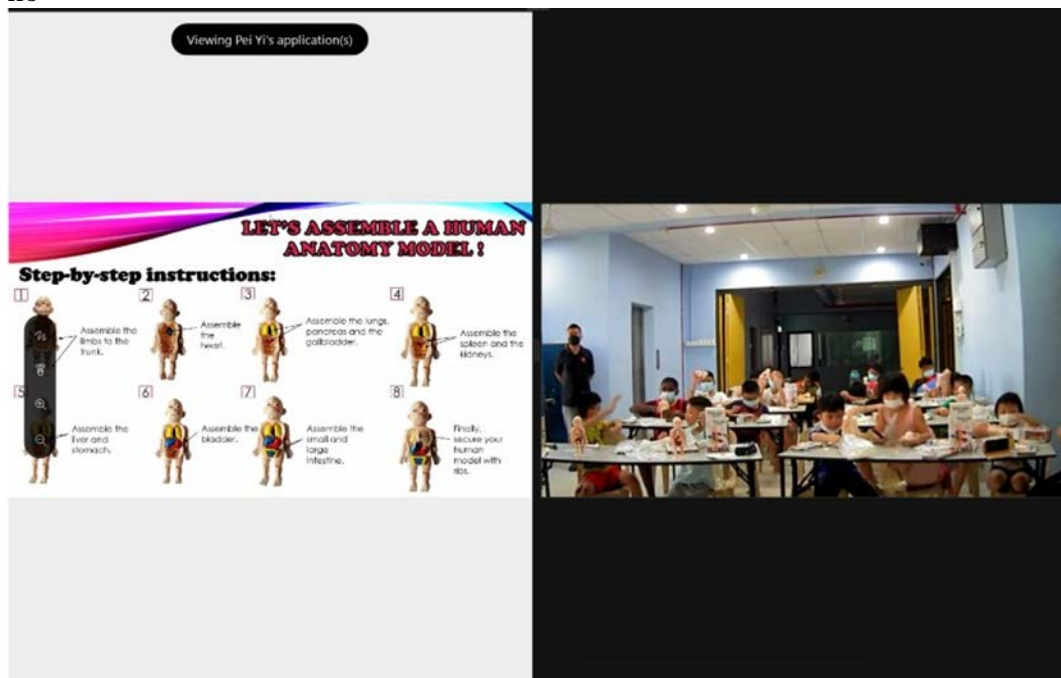 Viewing Pei Yi's application(s)
LET'S ASSEMBLE A HUMAN
ANATOMY MODEL !
Step-by-step instructions:
1
Assemble the
limbs to the
trunk.
2
Assemble
the
heart.
3
Assemble the lungs,
pancreas and the
gallbladder.
4
Assemble the
spleen and the
kidneys.
5
Assemble the
liver and
stomach.
6
Assemble the
bladder.
7
Assemble the
small and
large
intestine.
8
Finally,
secure your
human
model with
ribs.